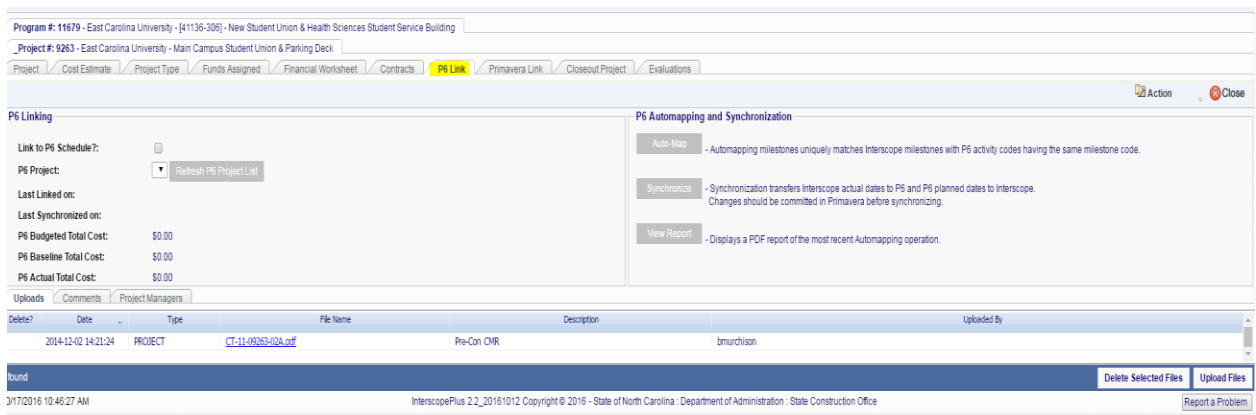 Program #: 11679 - East Carolina University - [41136-306] - New Student Union & Health Sciences Student Service Building
_Project #: 9263 - East Carolina University - Main Campus Student Union & Parking Deck
Project Cost Estimate Project Type Funds Assigned Financial Worksheet Contracts P6 Link Primavera Link Closeout Project Evaluations
Action Close
P6 Linking
Link to P6 Schedule?:
P6 Project: Refresh P6 Project List
Last Linked on:
Last Synchronized on:
P6 Budgeted Total Cost: $0.00
P6 Baseline Total Cost: $0.00
P6 Actual Total Cost: $0.00
P6 Automapping and Synchronization
Auto-Map - Automapping milestones uniquely matches Interscope milestones with P6 activity codes having the same milestone code.
Synchronize - Synchronization transfers Interscope actual dates to P6 and P6 planned dates to Interscope.
Changes should be committed in Primavera before synchronizing.
View Report - Displays a PDF report of the most recent Automapping operation.
Uploads Comments Project Managers
Delete? Date Type File Name Description Uploaded By
2014-12-02 14:21:24 PROJECT CT-11-09263-02A.pdf Pre-Con CMR bmurchison
found Delete Selected Files Upload Files
0/17/2016 10:46:27 AM InterscopePlus 2.2_20161012 Copyright © 2016 - State of North Carolina : Department of Administration : State Construction Office Report a Problem